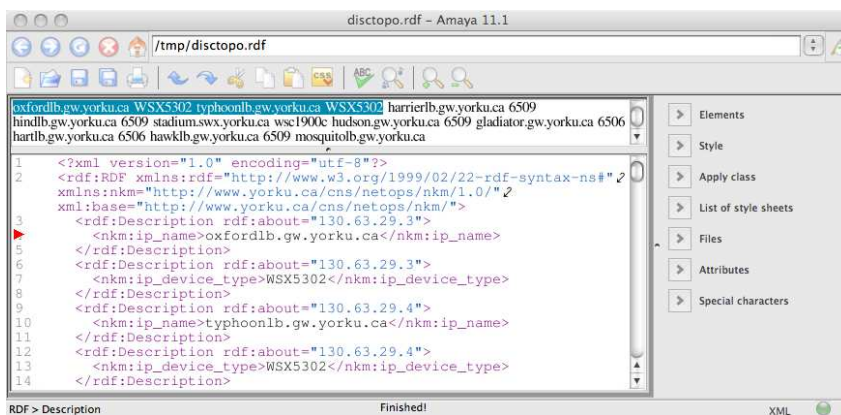 disctopo.rdf – Amaya 11.1
/tmp/disctopo.rdf
ABC
CSS
oxfordlb.gw.yorku.ca WSX5302 typhoonlb.gw.yorku.ca WSX5302 harrierlb.gw.yorku.ca 6509
hindlb.gw.yorku.ca 6509 stadium.swx.yorku.ca wsc1900c hudson.gw.yorku.ca 6509 gladiator.gw.yorku.ca 6506
hartlb.gw.yorku.ca 6506 hawklb.gw.yorku.ca 6509 mosquitolb.gw.yorku.ca
1 <?xml version="1.0" encoding="utf-8"?>
2 <rdf:RDF xmlns:rdf="http://www.w3.org/1999/02/22-rdf-syntax-ns#"
xmlns:nkm="http://www.yorku.ca/cns/netops/nkm/1.0/"
xml:base="http://www.yorku.ca/cns/netops/nkm/">
3 <rdf:Description rdf:about="130.63.29.3">
<nkm:ip_name>oxfordlb.gw.yorku.ca</nkm:ip_name>
5 </rdf:Description>
6 <rdf:Description rdf:about="130.63.29.3">
7 <nkm:ip_device_type>WSX5302</nkm:ip_device_type>
8 </rdf:Description>
9 <rdf:Description rdf:about="130.63.29.4">
10 <nkm:ip_name>typhoonlb.gw.yorku.ca</nkm:ip_name>
11 </rdf:Description>
12 <rdf:Description rdf:about="130.63.29.4">
13 <nkm:ip_device_type>WSX5302</nkm:ip_device_type>
14 </rdf:Description>
Elements
Style
Apply class
List of style sheets
Files
Attributes
Special characters
RDF > Description
Finished!
XML